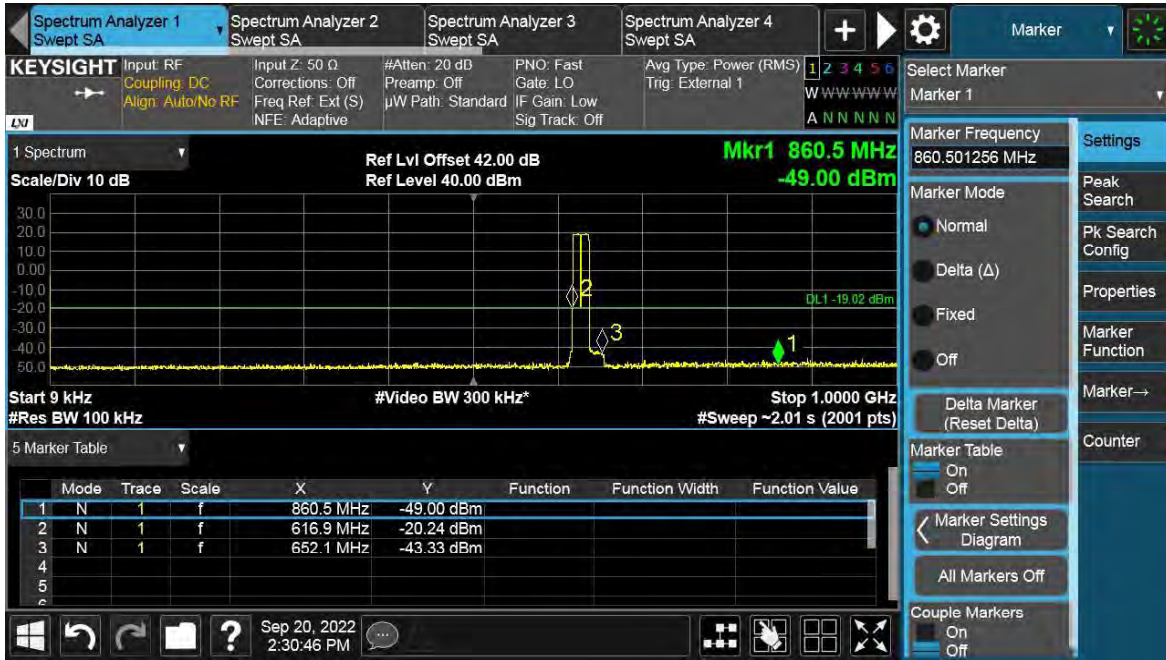 Spectrum Analyzer 1
Swept SA
Spectrum Analyzer 2
Swept SA
Spectrum Analyzer 3
Swept SA
Spectrum Analyzer 4
Swept SA
+
Marker
KEYSIGHT
LXI
Input: RF
Coupling: DC
Align: Auto/No RF
Input Z: 50 Ω
Corrections: Off
Freq Ref: Ext (S)
NFE: Adaptive
#Atten: 20 dB
Preamp: Off
µW Path: Standard
PNO: Fast
Gate: LO
IF Gain: Low
Sig Track: Off
Avg Type: Power (RMS)
Trig: External 1
1 2 3 4 5 6
W W W W W W
A N N N N N
Select Marker
Marker 1
1 Spectrum
Scale/Div 10 dB
Ref Lvl Offset 42.00 dB
Ref Level 40.00 dBm
Mkr1 860.5 MHz
-49.00 dBm
30.0
20.0
10.0
0.00
-10.0
-20.0
-30.0
-40.0
50.0
2
3
1
DL1 -19.02 dBm
Start 9 kHz
#Res BW 100 kHz
#Video BW 300 kHz*
Stop 1.0000 GHz
#Sweep ~2.01 s (2001 pts)
5 Marker Table
Mode Trace Scale X Y Function Function Width Function Value
1 N 1 f 860.5 MHz -49.00 dBm
2 N 1 f 616.9 MHz -20.24 dBm
3 N 1 f 652.1 MHz -43.33 dBm
4
5
Marker Frequency
860.501256 MHz
Marker Mode
Normal
Delta (Δ)
Fixed
Off
Delta Marker
(Reset Delta)
Marker Table
On
Off
Marker Settings
Diagram
All Markers Off
Couple Markers
On
Off
Settings
Peak
Search
Pk Search
Config
Properties
Marker
Function
Marker→
Counter
?
Sep 20, 2022
2:30:46 PM